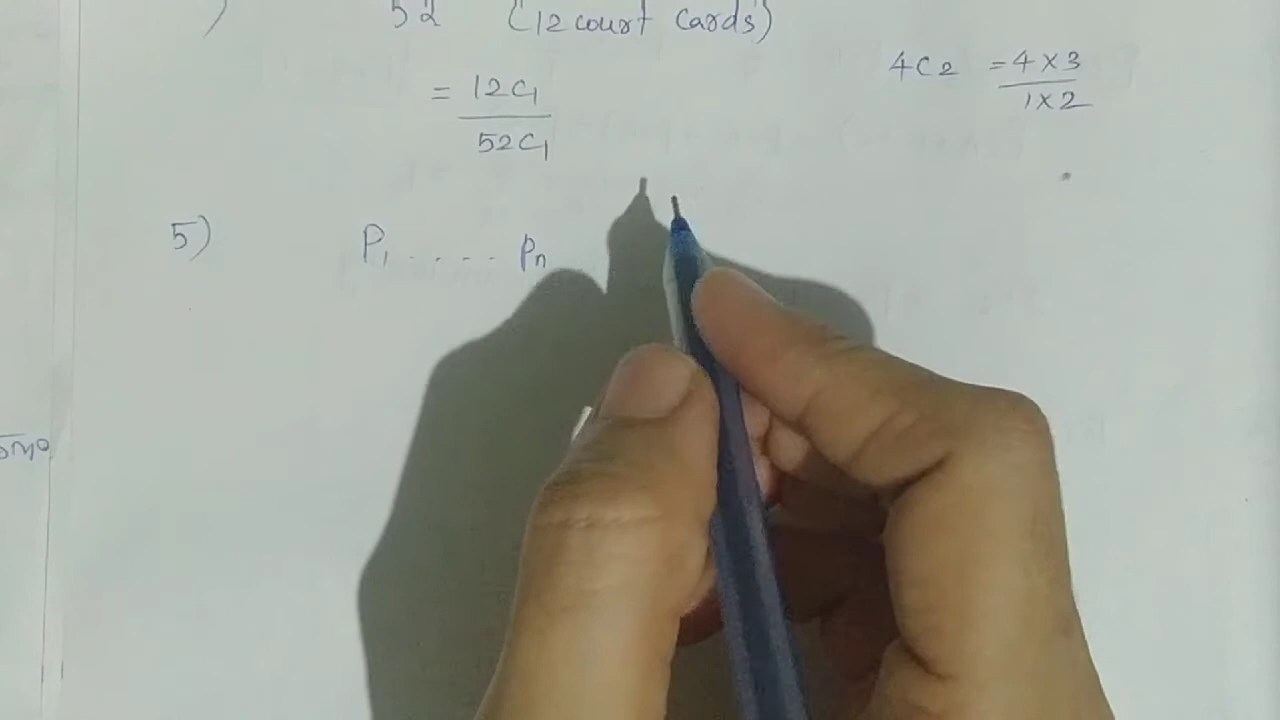 ) 52 (12 court cards)
= 12C1
52C1
4C2 = 4 x 3
1 x 2
5) P1 ..... Pn